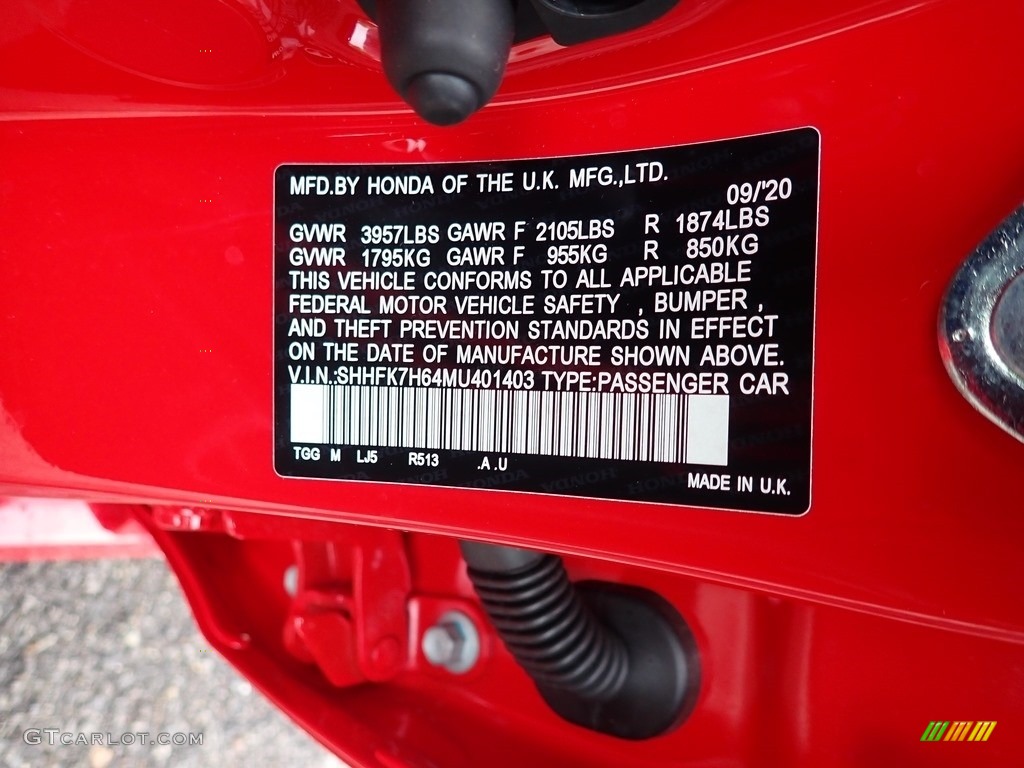 MFD.BY HONDA OF THE U.K. MFG.,LTD.
09/'20
GVWR 3957LBS GAWR F 2105LBS R 1874LBS
GVWR 1795KG GAWR F 955KG R 850KG
THIS VEHICLE CONFORMS TO ALL APPLICABLE
FEDERAL MOTOR VEHICLE SAFETY , BUMPER ,
AND THEFT PREVENTION STANDARDS IN EFFECT
ON THE DATE OF MANUFACTURE SHOWN ABOVE.
V.I.N.:SHHFK7H64MU401403 TYPE:PASSENGER CAR
TGG M LJ5 R513 .A .U
MADE IN U.K.
GTCARLOT.COM